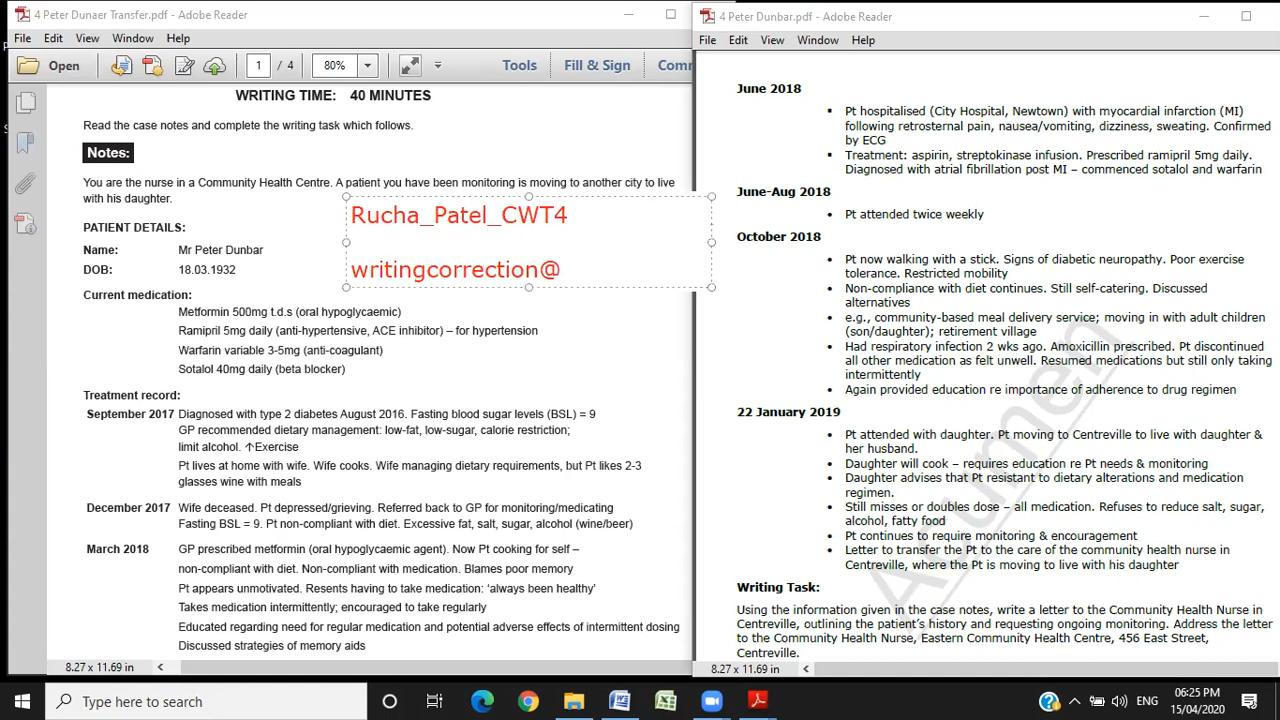 4 Peter Dunaer Transfer.pdf - Adobe Reader
File Edit View Window Help
Open 1 / 4 80% Tools Fill & Sign
WRITING TIME: 40 MINUTES
Read the case notes and complete the writing task which follows.
Notes:
You are the nurse in a Community Health Centre. A patient you have been monitoring is moving to another city to live
with his daughter.
Rucha_Patel_CWT4
writingcorrection@
PATIENT DETAILS:
Name: Mr Peter Dunbar
DOB: 18.03.1932
Current medication:
Metformin 500mg t.d.s (oral hypoglycaemic)
Ramipril 5mg daily (anti-hypertensive, ACE inhibitor) – for hypertension
Warfarin variable 3-5mg (anti-coagulant)
Sotalol 40mg daily (beta blocker)
Treatment record:
September 2017 Diagnosed with type 2 diabetes August 2016. Fasting blood sugar levels (BSL) = 9
GP recommended dietary management: low-fat, low-sugar, calorie restriction;
limit alcohol. ↑Exercise
Pt lives at home with wife. Wife cooks. Wife managing dietary requirements, but Pt likes 2-3
glasses wine with meals
December 2017 Wife deceased. Pt depressed/grieving. Referred back to GP for monitoring/medicating
Fasting BSL = 9. Pt non-compliant with diet. Excessive fat, salt, sugar, alcohol (wine/beer)
March 2018 GP prescribed metformin (oral hypoglycaemic agent). Now Pt cooking for self –
non-compliant with diet. Non-compliant with medication. Blames poor memory
Pt appears unmotivated. Resents having to take medication: ‘always been healthy’
Takes medication intermittently; encouraged to take regularly
Educated regarding need for regular medication and potential adverse effects of intermittent dosing
Discussed strategies of memory aids
8.27 x 11.69 in
4 Peter Dunbar.pdf - Adobe Reader
File Edit View Window Help
June 2018
• Pt hospitalised (City Hospital, Newtown) with myocardial infarction (MI)
following retrosternal pain, nausea/vomiting, dizziness, sweating. Confirmed
by ECG
• Treatment: aspirin, streptokinase infusion. Prescribed ramipril 5mg daily.
Diagnosed with atrial fibrillation post MI – commenced sotalol and warfarin
June-Aug 2018
• Pt attended twice weekly
October 2018
• Pt now walking with a stick. Signs of diabetic neuropathy. Poor exercise
tolerance. Restricted mobility
• Non-compliance with diet continues. Still self-catering. Discussed
alternatives
• e.g., community-based meal delivery service; moving in with adult children
(son/daughter); retirement village
• Had respiratory infection 2 wks ago. Amoxicillin prescribed. Pt discontinued
all other medication as felt unwell. Resumed medications but still only taking
intermittently
• Again provided education re importance of adherence to drug regimen
22 January 2019
• Pt attended with daughter. Pt moving to Centreville to live with daughter &
her husband.
• Daughter will cook – requires education re Pt needs & monitoring
• Daughter advises that Pt resistant to dietary alterations and medication
regimen.
• Still misses or doubles dose – all medication. Refuses to reduce salt, sugar,
alcohol, fatty food
• Pt continues to require monitoring & encouragement
• Letter to transfer the Pt to the care of the community health nurse in
Centreville, where the Pt is moving to live with his daughter
Writing Task:
Using the information given in the case notes, write a letter to the Community Health Nurse in
Centreville, outlining the patient's history and requesting ongoing monitoring. Address the letter
to the Community Health Nurse, Eastern Community Health Centre, 456 East Street,
Centreville.
Acumen
8.27 x 11.69 in
Type here to search
ENG
06:25 PM
15/04/2020